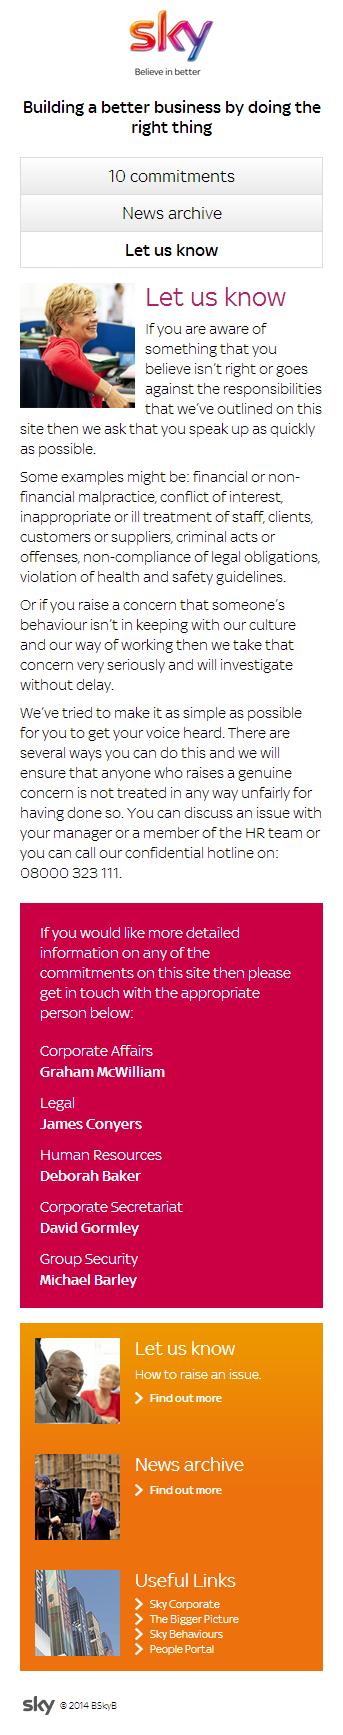 sky
Believe in better
Building a better business by doing the
right thing
10 commitments
News archive
Let us know
Let us know
If you are aware of
something that you
believe isn't right or goes
against the responsibilities
that we've outlined on this
site then we ask that you speak up as quickly
as possible.
Some examples might be: financial or non-
financial malpractice, conflict of interest,
inappropriate or ill treatment of staff, clients,
customers or suppliers, criminal acts or
offenses, non-compliance of legal obligations,
violation of health and safety guidelines.
Or if you raise a concern that someone's
behaviour isn't in keeping with our culture
and our way of working then we take that
concern very seriously and will investigate
without delay.
We've tried to make it as simple as possible
for you to get your voice heard. There are
several ways you can do this and we will
ensure that anyone who raises a genuine
concern is not treated in any way unfairly for
having done so. You can discuss an issue with
your manager or a member of the HR team or
you can call our confidential hotline on:
08000 323 111.
If you would like more detailed
information on any of the
commitments on this site then please
get in touch with the appropriate
person below:
Corporate Affairs
Graham McWilliam
Legal
James Conyers
Human Resources
Deborah Baker
Corporate Secretariat
David Gormley
Group Security
Michael Barley
Let us know
How to raise an issue.
Find out more
News archive
Find out more
Useful Links
Sky Corporate
The Bigger Picture
Sky Behaviours
People Portal
sky © 2014 BSkyB